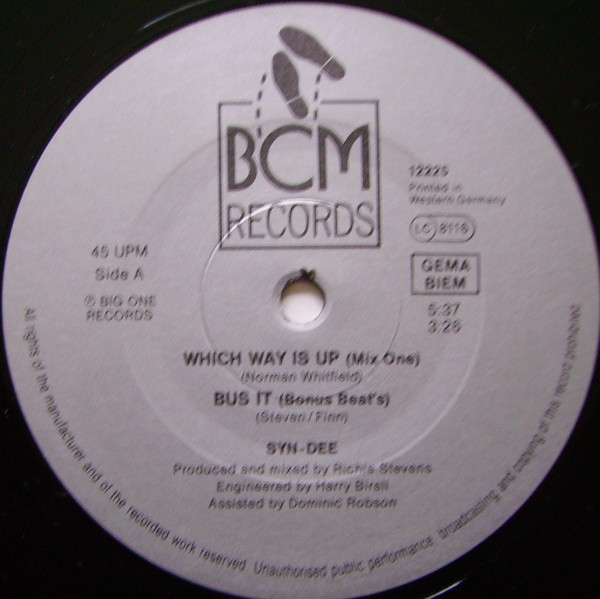 BCM
RECORDS
12225
Printed in
Western Germany
LC 8116
GEMA
BIEM
5:37
3:26
45 UPM
Side A
℗ BIG ONE
RECORDS
WHICH WAY IS UP (Mix One)
(Norman Whitfield)
BUS IT (Bonus Beat's)
(Steven/Finn)
SYN-DEE
Produced and mixed by Richie Stevens
Engineered by Harry Birell
Assisted by Dominic Robson
All rights of the manufacturer and of the recorded work reserved. Unauthorised public performance, broadcasting and copying of this record prohibited